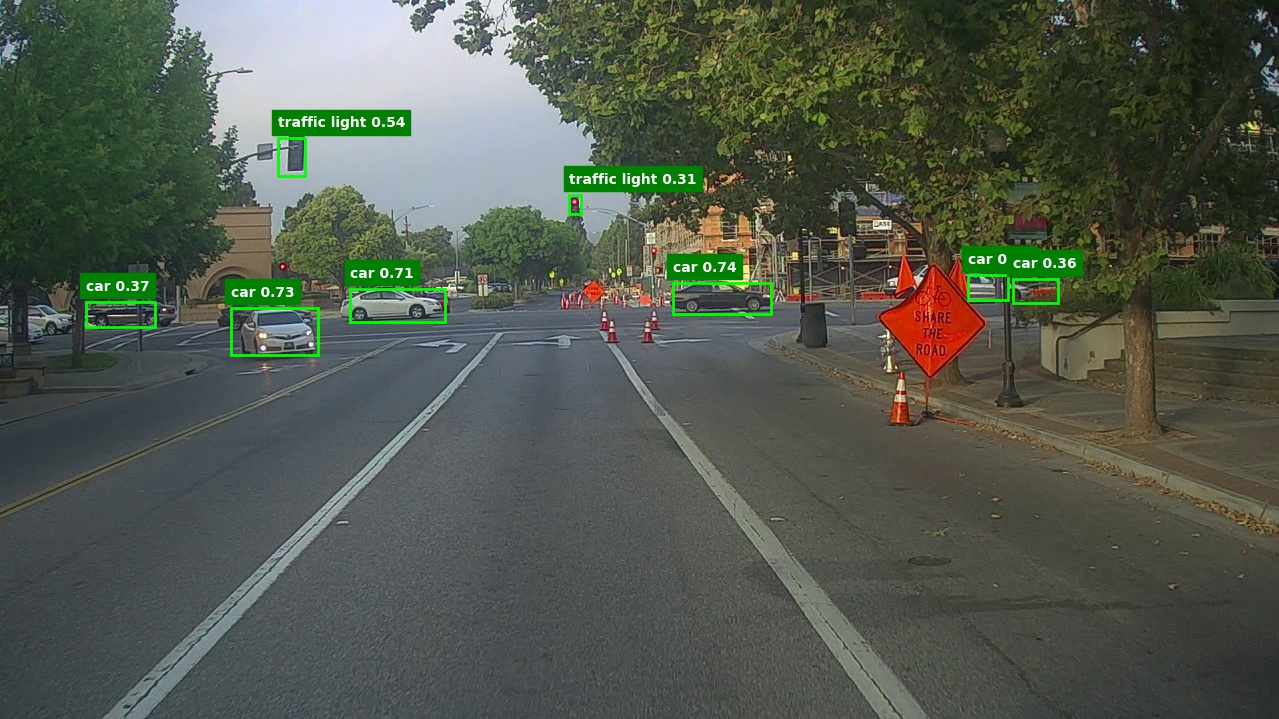 traffic light 0.54
traffic light 0.31
car 0.74
car 0.71
car 0.73
car 0.37
car 0
car 0.36
SHARE
THE
ROAD